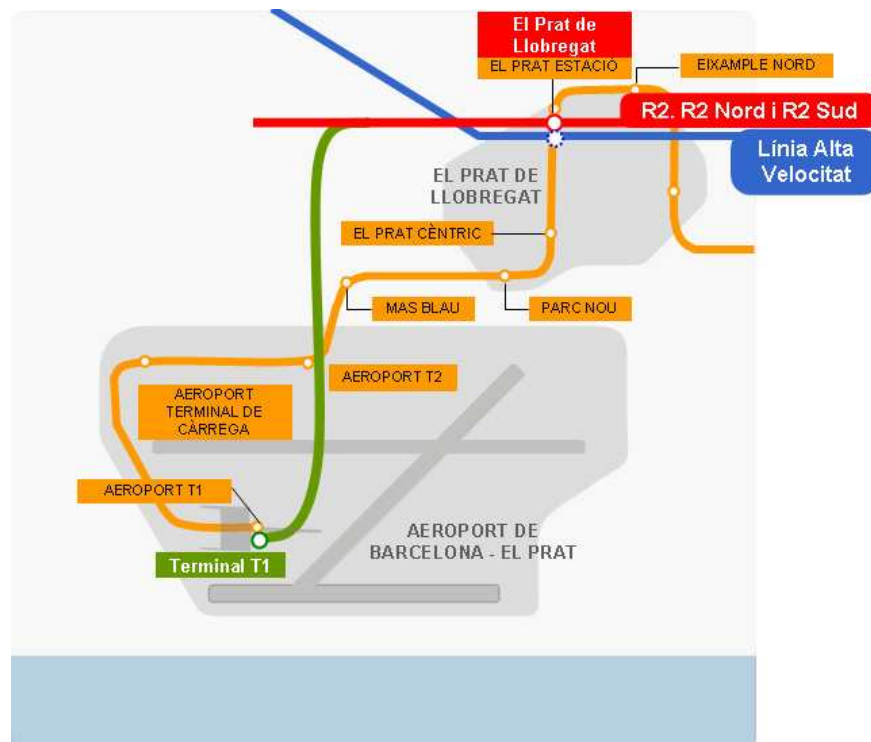 El Prat de
Llobregat
EL PRAT ESTACIÓ
EIXAMPLE NORD
R2. R2 Nord i R2 Sud
Línia Alta
Velocitat
EL PRAT DE
LLOBREGAT
EL PRAT CÈNTRIC
MAS BLAU
PARC NOU
AEROPORT T2
AEROPORT
TERMINAL DE
CÀRREGA
AEROPORT T1
AEROPORT DE
BARCELONA - EL PRAT
Terminal T1